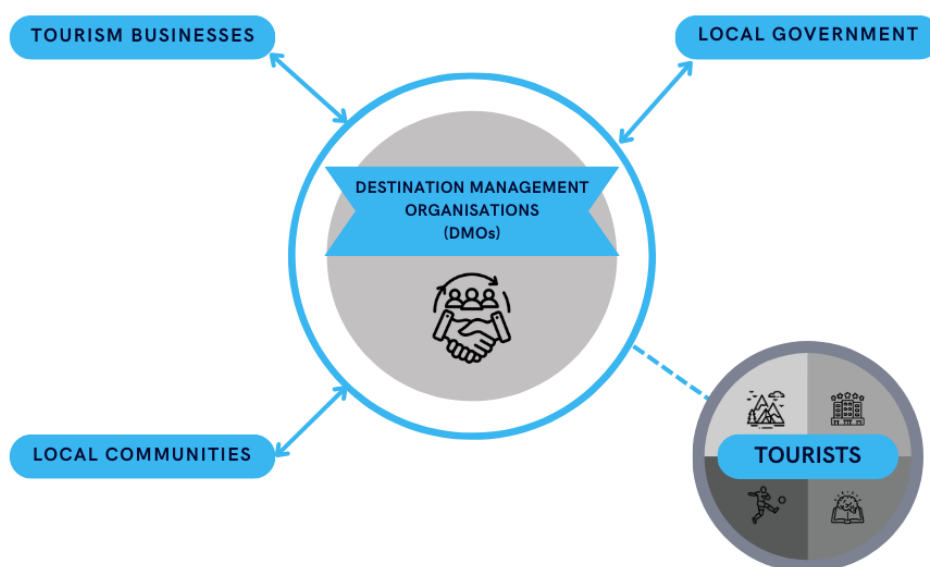 TOURISM BUSINESSES
LOCAL GOVERNMENT
DESTINATION MANAGEMENT
ORGANISATIONS
(DMOs)
LOCAL COMMUNITIES
TOURISTS